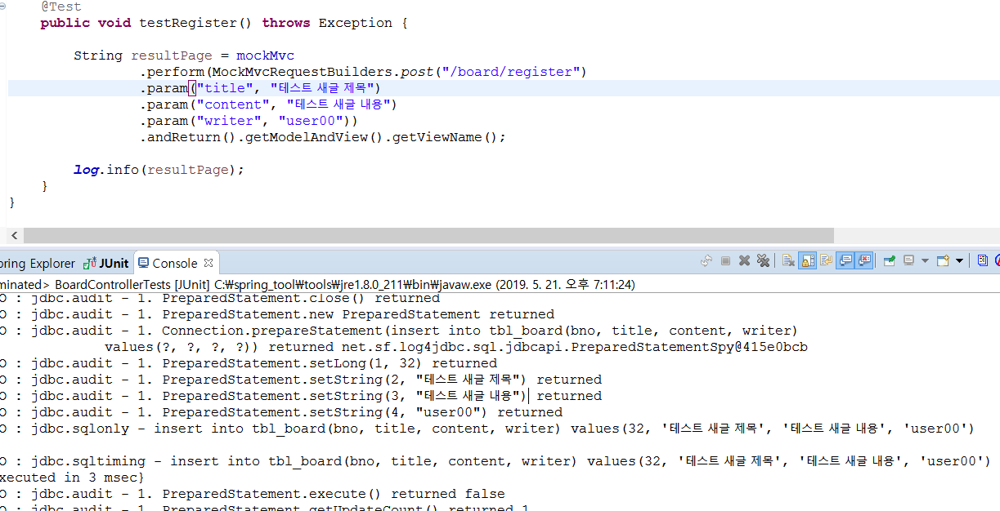 @Test
public void testRegister() throws Exception {
String resultPage = mockMvc
.perform(MockMvcRequestBuilders.post("/board/register")
.param("title", "테스트 새글 제목")
.param("content", "테스트 새글 내용")
.param("writer", "user00"))
.andReturn().getModelAndView().getViewName();
log.info(resultPage);
}
}
pring Explorer JUnit Console
minated> BoardControllerTests [JUnit] C:₩spring_tool₩tools₩jre1.8.0_211₩bin₩javaw.exe (2019. 5. 21. 오후 7:11:24)
O : jdbc.audit - 1. PreparedStatement.close() returned
O : jdbc.audit - 1. PreparedStatement.new PreparedStatement returned
O : jdbc.audit - 1. Connection.prepareStatement(insert into tbl_board(bno, title, content, writer)
values(?, ?, ?, ?)) returned net.sf.log4jdbc.sql.jdbcapi.PreparedStatementSpy@415e0bcb
O : jdbc.audit - 1. PreparedStatement.setLong(1, 32) returned
O : jdbc.audit - 1. PreparedStatement.setString(2, "테스트 새글 제목") returned
O : jdbc.audit - 1. PreparedStatement.setString(3, "테스트 새글 내용") returned
O : jdbc.audit - 1. PreparedStatement.setString(4, "user00") returned
O : jdbc.sqlonly - insert into tbl_board(bno, title, content, writer) values(32, '테스트 새글 제목', '테스트 새글 내용', 'user00')
O : jdbc.sqltiming - insert into tbl_board(bno, title, content, writer) values(32, '테스트 새글 제목', '테스트 새글 내용', 'user00')
xecuted in 3 msec}
O : jdbc.audit - 1. PreparedStatement.execute() returned false
O : jdbc.audit - 1. PreparedStatement.getUpdateCount() returned 1